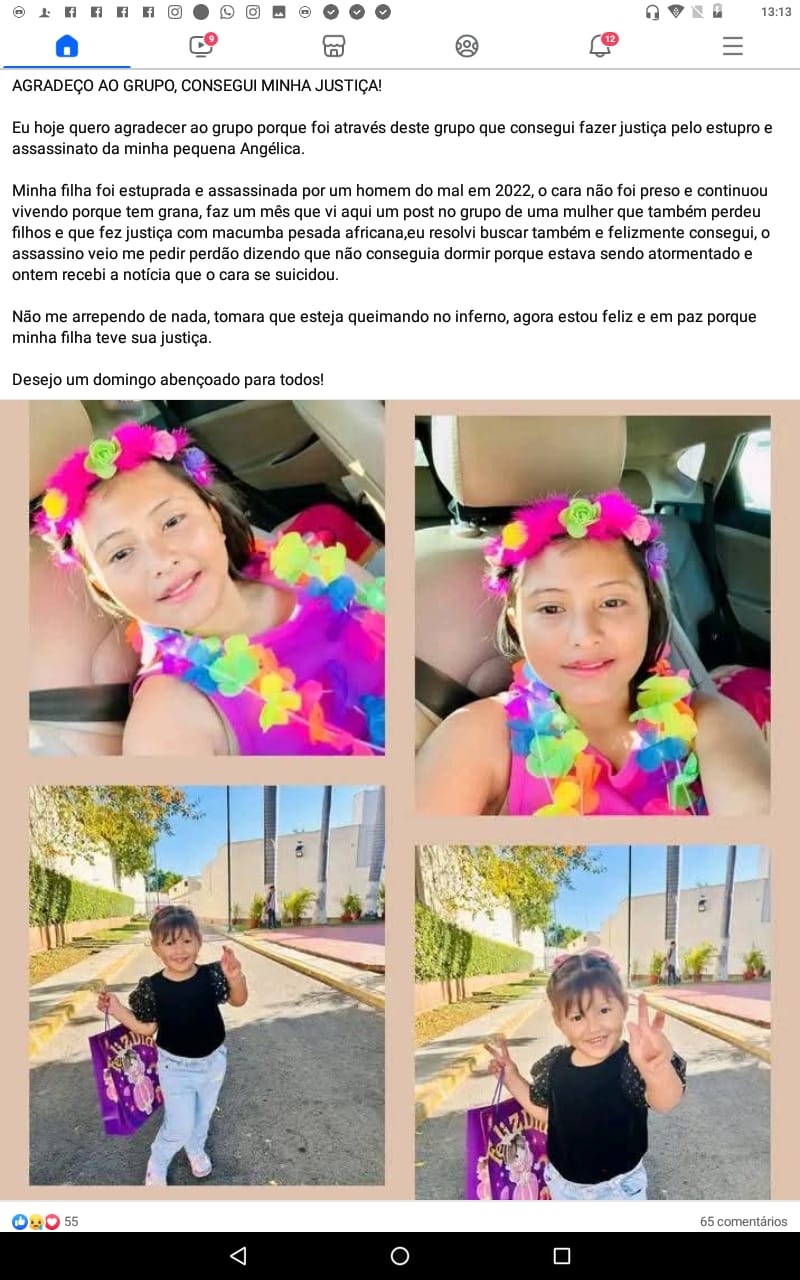 13:13
9
12
AGRADEÇO AO GRUPO, CONSEGUI MINHA JUSTIÇA!
Eu hoje quero agradecer ao grupo porque foi através deste grupo que consegui fazer justiça pelo estupro e
assassinato da minha pequena Angélica.
Minha filha foi estuprada e assassinada por um homem do mal em 2022, o cara não foi preso e continuou
vivendo porque tem grana, faz um mês que vi aqui um post no grupo de uma mulher que também perdeu
filhos e que fez justiça com macumba pesada africana,eu resolvi buscar também e felizmente consegui, o
assassino veio me pedir perdão dizendo que não conseguia dormir porque estava sendo atormentado e
ontem recebi a notícia que o cara se suicidou.
Não me arrependo de nada, tomara que esteja queimando no inferno, agora estou feliz e em paz porque
minha filha teve sua justiça.
Desejo um domingo abençoado para todos!
55
65 comentários